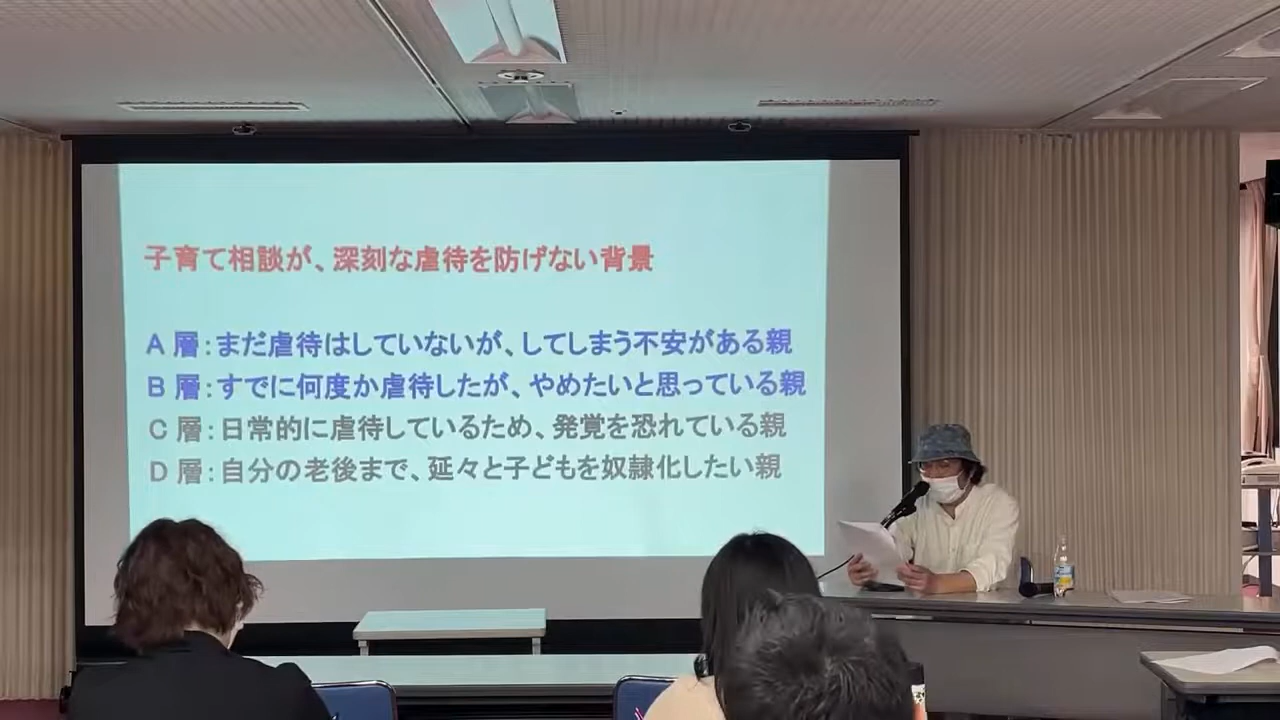 子育て相談が、深刻な虐待を防げない背景
A 層：まだ虐待はしていないが、してしまう不安がある親
B 層：すでに何度か虐待したが、やめたいと思っている親
C 層：日常的に虐待しているため、発覚を恐れている親
D 層：自分の老後まで、延々と子どもを奴隷化したい親